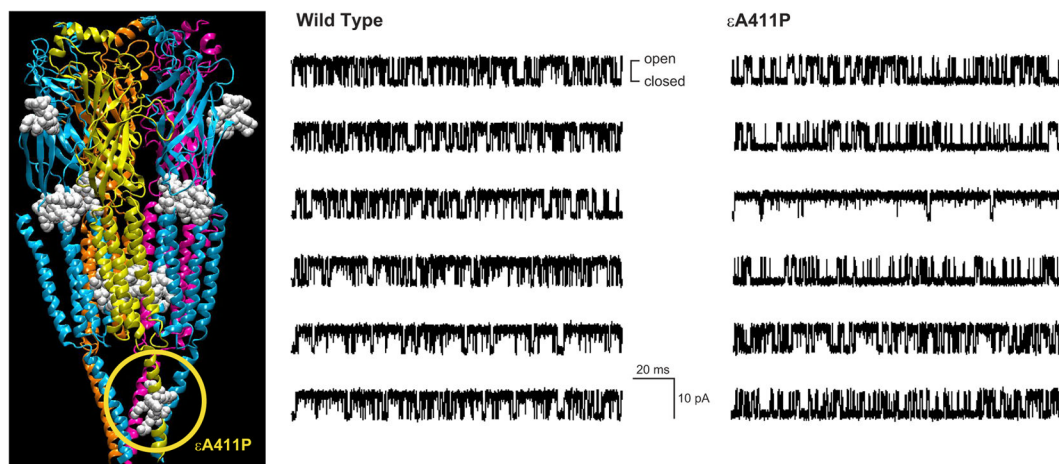 Wild Type
εA411P
open
closed
20 ms
10 pA
εA411P